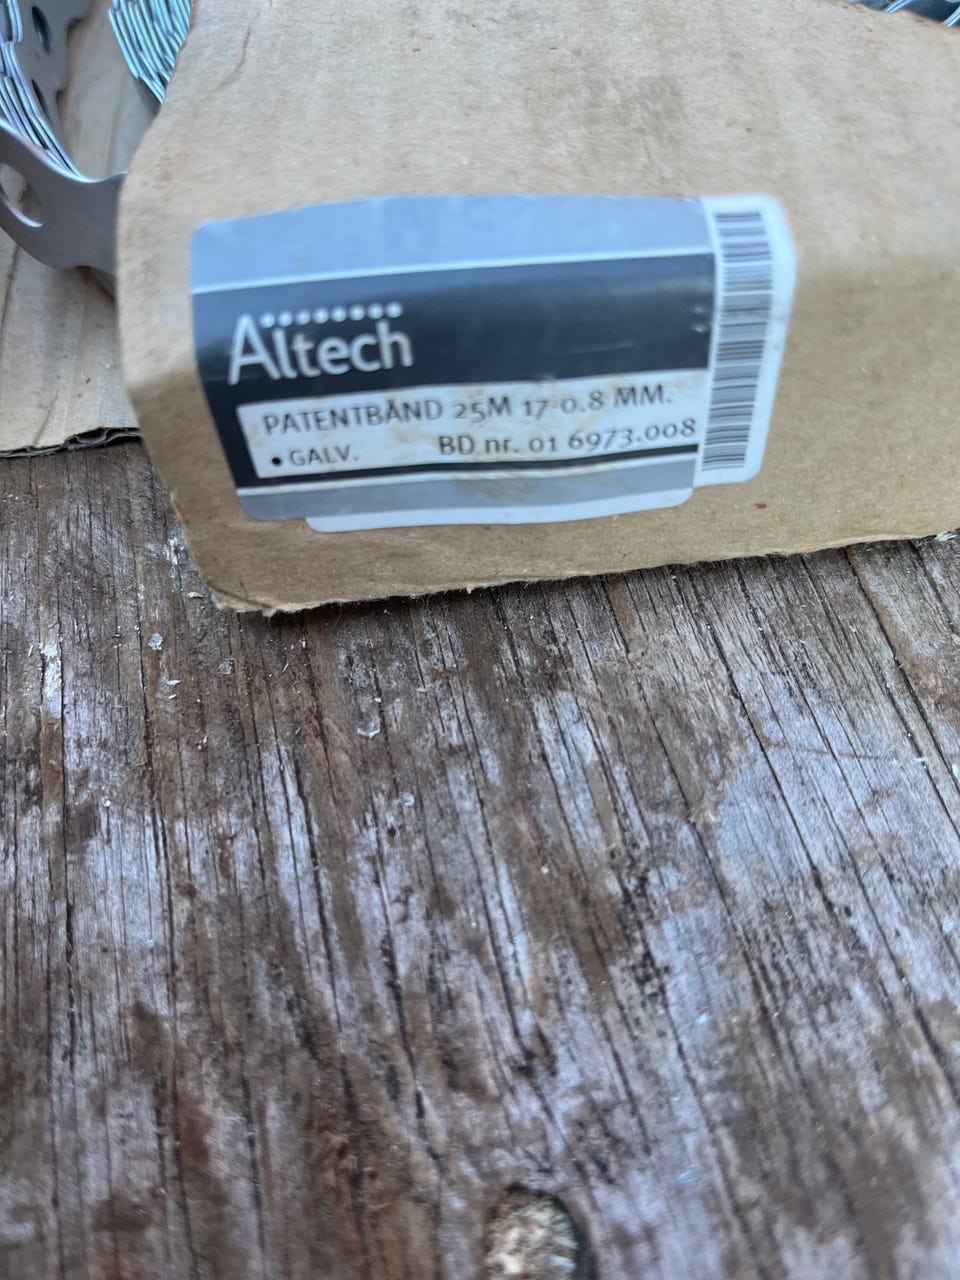 Altech
PATENTBÅND 25M 17-0.8 MM.
• GALV. BD nr. 01 6973.008